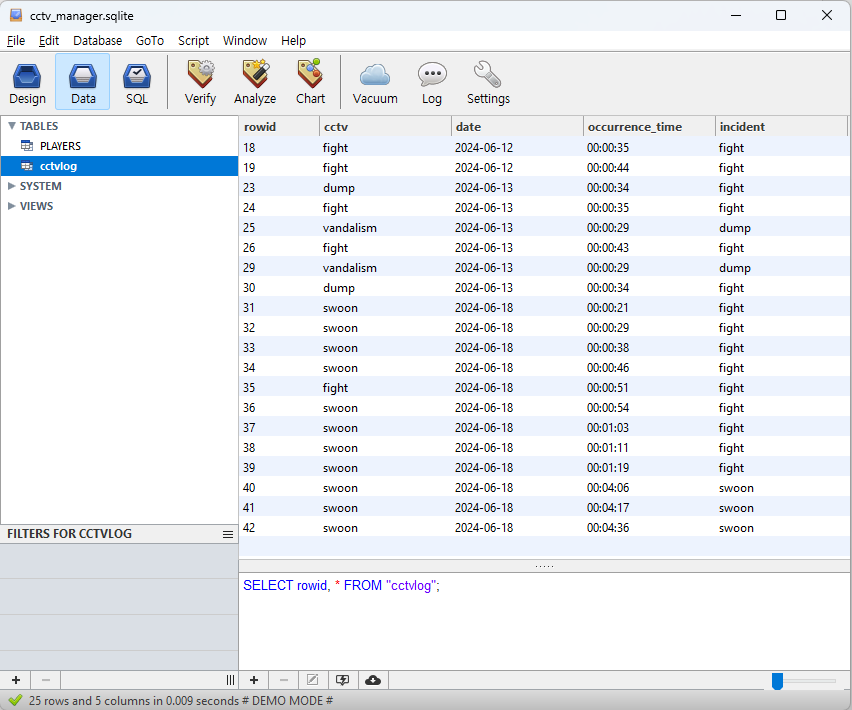 cctv_manager.sqlite
File Edit Database GoTo Script Window Help
Design Data SQL Verify Analyze Chart Vacuum Log Settings
TABLES
PLAYERS
cctvlog
SYSTEM
VIEWS
rowid cctv date occurrence_time incident
18 fight 2024-06-12 00:00:35 fight
19 fight 2024-06-12 00:00:44 fight
23 dump 2024-06-13 00:00:34 fight
24 fight 2024-06-13 00:00:35 fight
25 vandalism 2024-06-13 00:00:29 dump
26 fight 2024-06-13 00:00:43 fight
29 vandalism 2024-06-13 00:00:29 dump
30 dump 2024-06-13 00:00:34 fight
31 swoon 2024-06-18 00:00:21 fight
32 swoon 2024-06-18 00:00:29 fight
33 swoon 2024-06-18 00:00:38 fight
34 swoon 2024-06-18 00:00:46 fight
35 fight 2024-06-18 00:00:51 fight
36 swoon 2024-06-18 00:00:54 fight
37 swoon 2024-06-18 00:01:03 fight
38 swoon 2024-06-18 00:01:11 fight
39 swoon 2024-06-18 00:01:19 fight
40 swoon 2024-06-18 00:04:06 swoon
41 swoon 2024-06-18 00:04:17 swoon
42 swoon 2024-06-18 00:04:36 swoon
FILTERS FOR CCTVLOG
SELECT rowid, * FROM "cctvlog";
25 rows and 5 columns in 0.009 seconds # DEMO MODE #